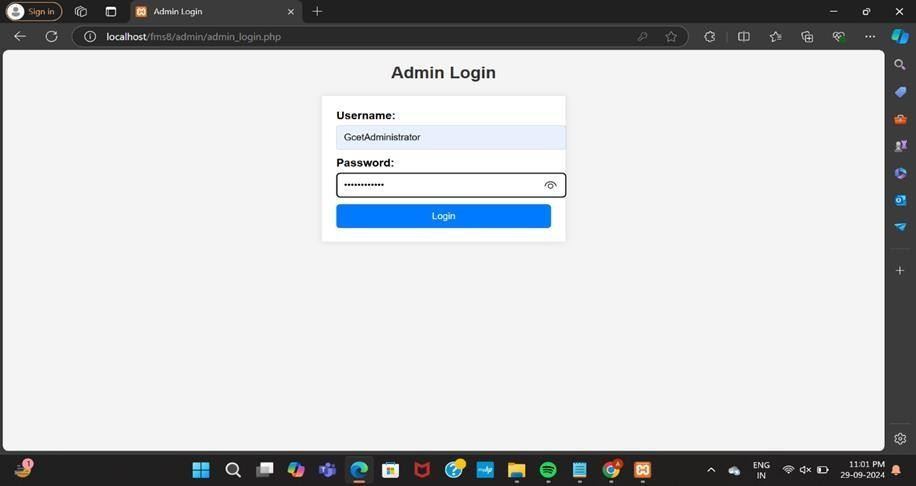 Sign in
Admin Login
localhost/fms8/admin/admin_login.php
Admin Login
Username:
GcetAdministrator
Password:
••••••••••••
Login
ENG
IN
11:01 PM
29-09-2024